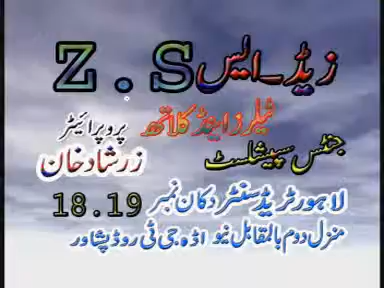 زیڈ۔ایس Z.S
ٹیلرز اینڈ کلاتھ
جنٹس سپیشلسٹ
پروپرائیٹر
زرشاد خان
لاہور ٹریڈ سنٹر دکان نمبر 18.19
منزل دوم بالمقابل نیو اڈہ جی ٹی روڈ پشاور